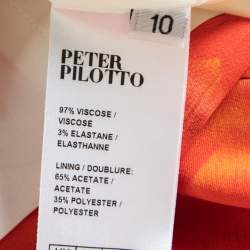 10
PETER
PILOTTO
97% VISCOSE /
VISCOSE
3% ELASTANE /
ELASTHANNE
LINING / DOUBLURE:
65% ACETATE /
ACETATE
35% POLYESTER /
POLYESTER